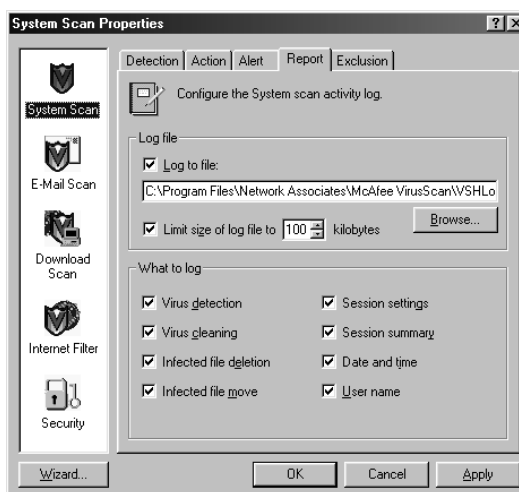 System Scan Properties
Detection Action Alert Report Exclusion
System Scan
E-Mail Scan
Download Scan
Internet Filter
Security
Configure the System scan activity log.
Log file
Log to file:
C:\Program Files\Network Associates\McAfee VirusScan\VSHLo
Limit size of log file to 100 kilobytes
Browse...
What to log
Virus detection
Virus cleaning
Infected file deletion
Infected file move
Session settings
Session summary
Date and time
User name
Wizard...
OK
Cancel
Apply